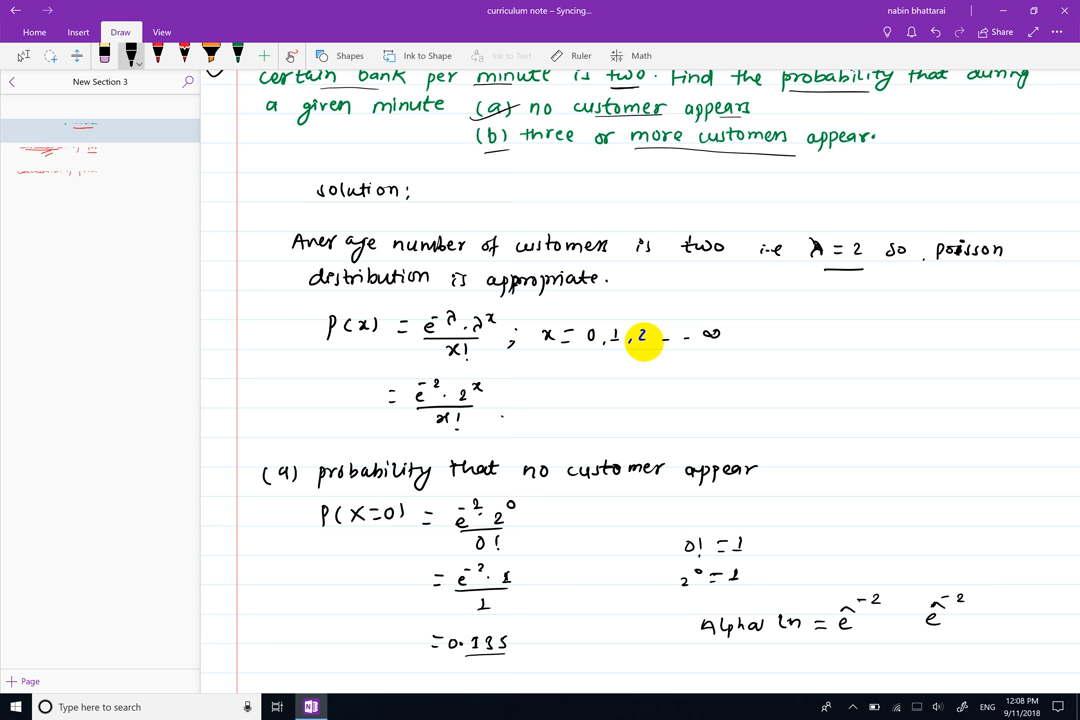 curriculum note – Syncing...
nabin bhattarai
Home Insert Draw View
Share
Shapes Ink to Shape Ink to Text Ruler Math
New Section 3
certain bank per minute is two. Find the probability that during
a given minute (a) no customer appears
(b) three or more customers appear.
solution;
Average number of customers is two i.e λ = 2 so, poisson
distribution is appropriate.
P(x) = e^-λ . λ^x / x! ; x = 0, 1, 2 - - ∞
= e^-2 . 2^x / x! .
(a) probability that no customer appear
P(X=0) = e^-2 . 2^0 / 0!
0! = 1
= e^-2 . 1 / 1
2^0 = 1
Alpha ln = e^-2 e^-2
= 0.135
+ Page
Type here to search
ENG
12:08 PM
9/11/2018